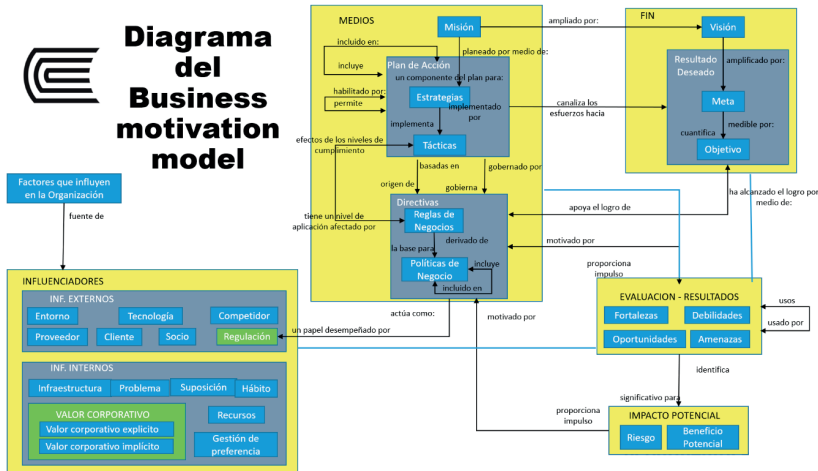 Diagrama
del
Business
motivation
model
MEDIOS
Misión
ampliado por:
FIN
Visión
incluido en:
planeado por medio de:
Plan de Acción
incluye
un componente del plan para:
Resultado
Deseado
amplificado por:
habilitado por:
permite
Estrategias
implementado
por
canaliza los
esfuerzos hacia
Meta
implementa
medible por:
cuantifica
efectos de los niveles de
cumplimiento
Tácticas
Objetivo
basadas en
gobernado por
Factores que influyen
en la Organización
origen de
gobierna
ha alcanzado el logro por
medio de:
Directivas
fuente de
tiene un nivel de
aplicación afectado por
Reglas de
Negocios
apoya el logro de
derivado de
la base para
motivado por
Políticas de
Negocio
incluye
incluido en
proporciona
impulso
INFLUENCIADORES
INF. EXTERNOS
Entorno
Tecnología
Competidor
Proveedor
Cliente
Socio
Regulación
actúa como:
un papel desempeñado por
motivado por
EVALUACION - RESULTADOS
Fortalezas
Debilidades
Oportunidades
Amenazas
usos
usado por
INF. INTERNOS
Infraestructura
Problema
Suposición
Hábito
identifica
significativo para
VALOR CORPORATIVO
Valor corporativo explicito
Valor corporativo implícito
Recursos
Gestión de
preferencia
proporciona
impulso
IMPACTO POTENCIAL
Riesgo
Beneficio
Potencial